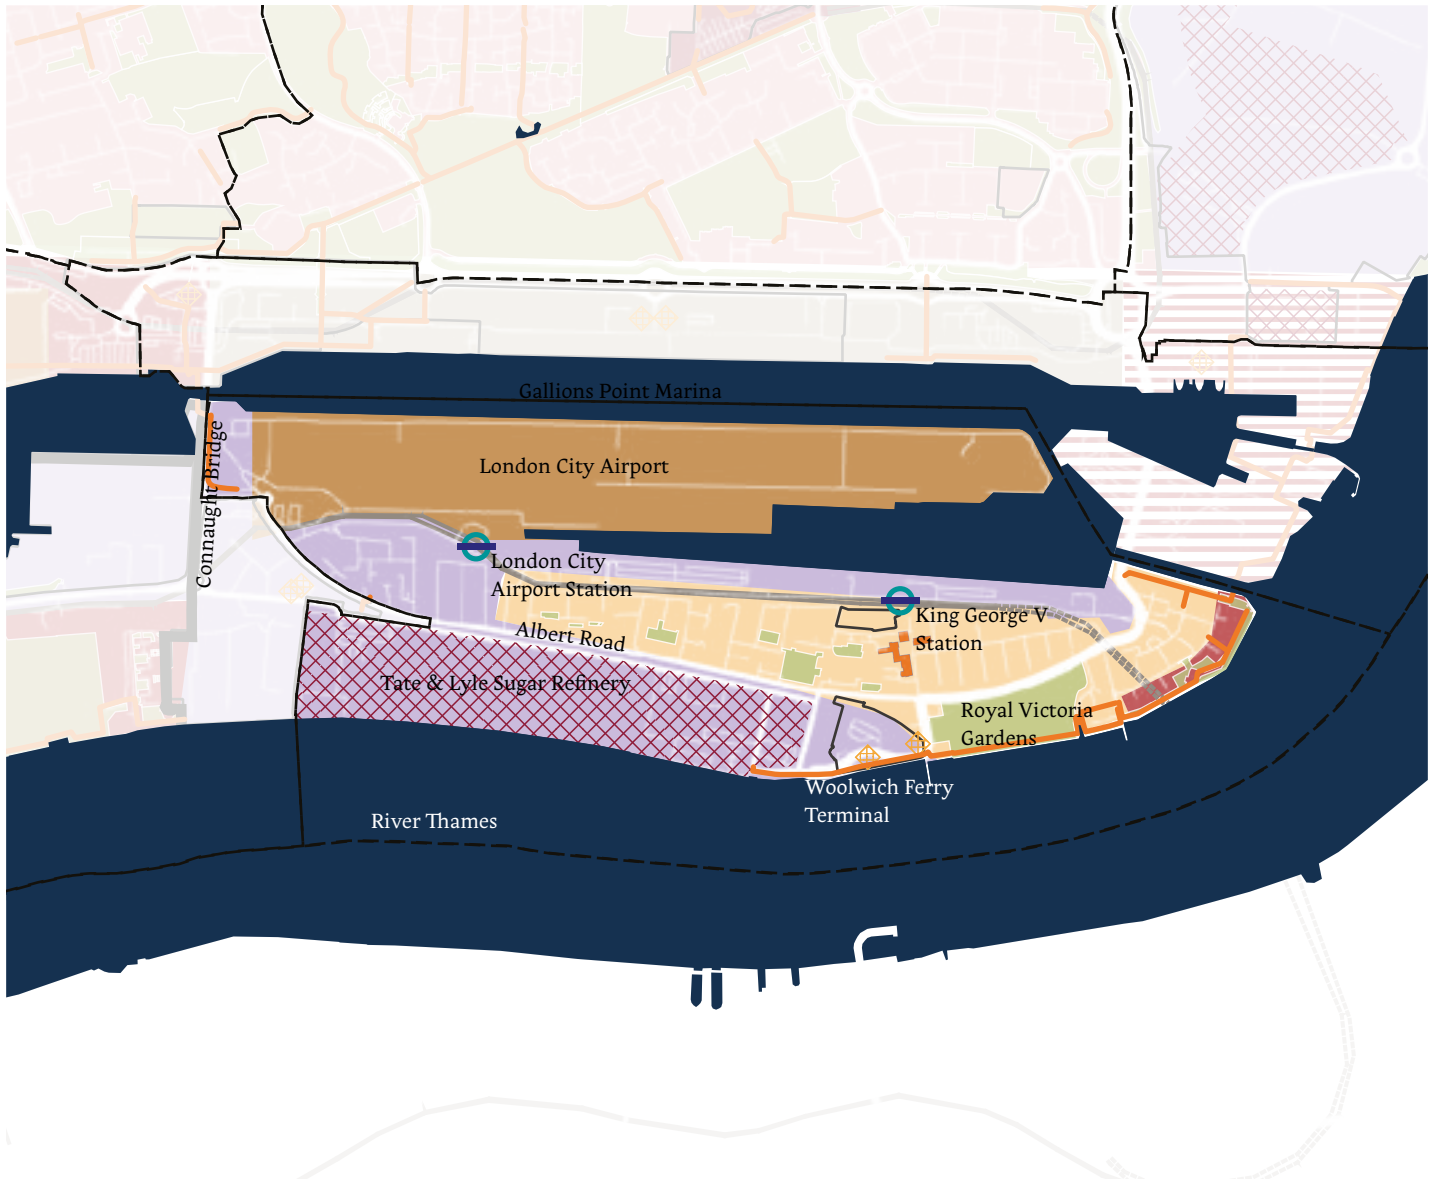 Gallions Point Marina
London City Airport
Connaught Bridge
London City
Airport Station
King George V
Station
Albert Road
Tate & Lyle Sugar Refinery
Royal Victoria
Gardens
Woolwich Ferry
Terminal
River Thames